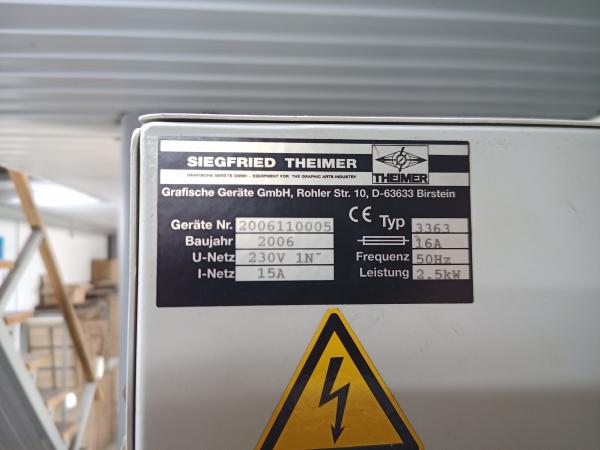 SIEGFRIED THEIMER
GRAFISCHE GERÄTE GMBH - EQUIPMENT FOR THE GRAPHIC ARTS INDUSTRY
THEIMER
Grafische Geräte GmbH, Rohler Str. 10, D-63633 Birstein
Geräte Nr. 2006110005 CE Typ 3363
Baujahr 2006 16A
U-Netz 230V 1N~ Frequenz 50Hz
I-Netz 15A Leistung 2.5kW